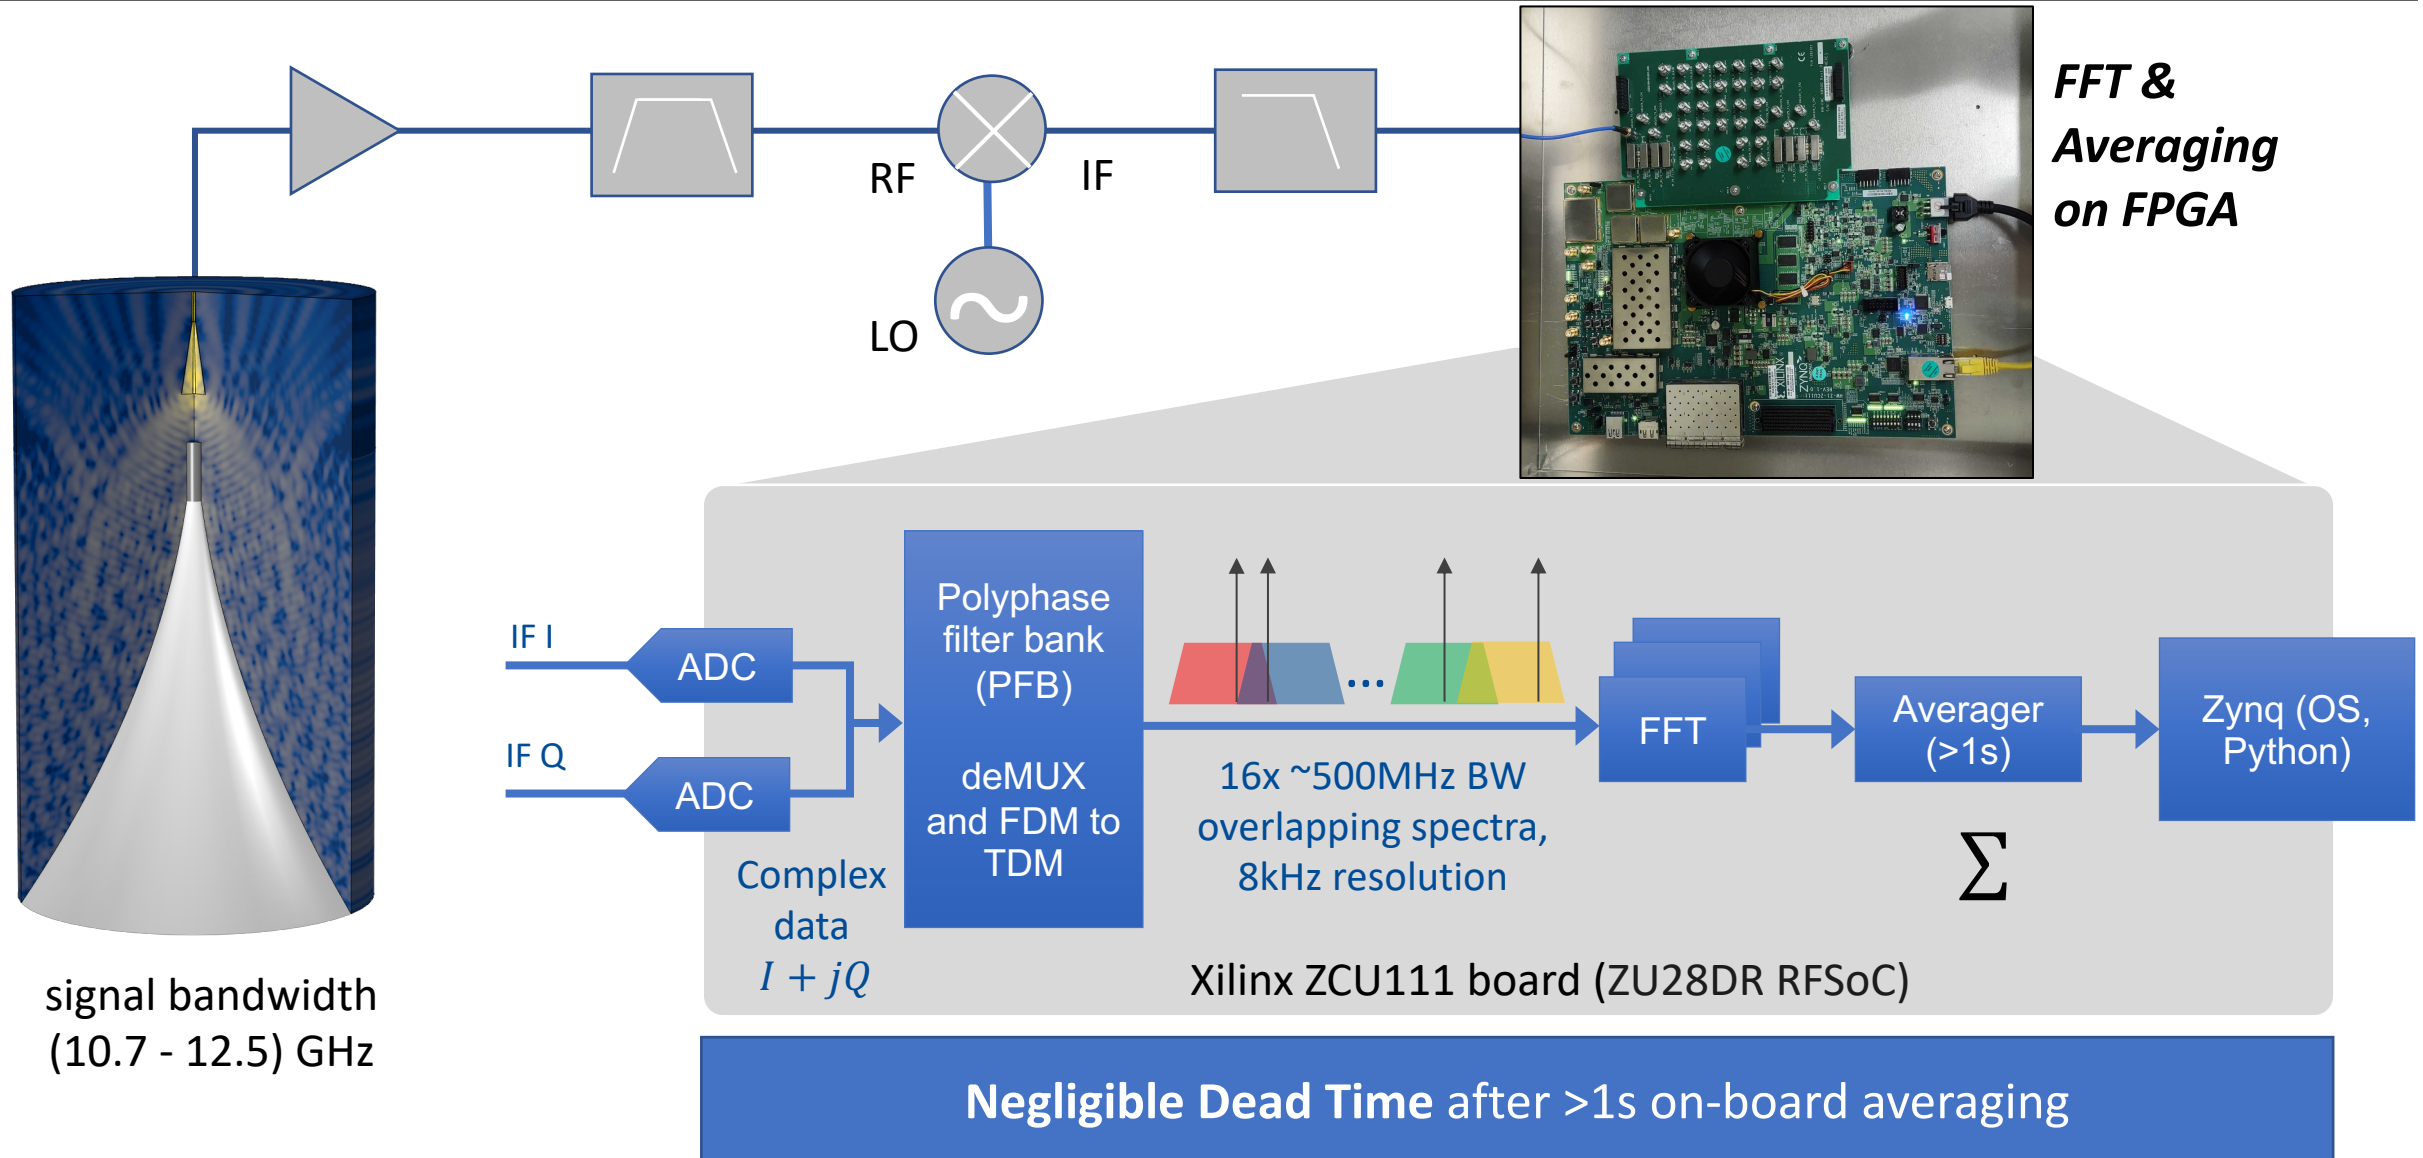 FFT &
Averaging
on FPGA
RF
IF
LO
XILINX
ZYNQ
signal bandwidth
(10.7 - 12.5) GHz
IF I
ADC
IF Q
ADC
Complex
data
I + jQ
Polyphase
filter bank
(PFB)
deMUX
and FDM to
TDM
...
16x ~500MHz BW
overlapping spectra,
8kHz resolution
FFT
Averager
(>1s)
∑
Zynq (OS,
Python)
Xilinx ZCU111 board (ZU28DR RFSoC)
Negligible Dead Time after >1s on-board averaging